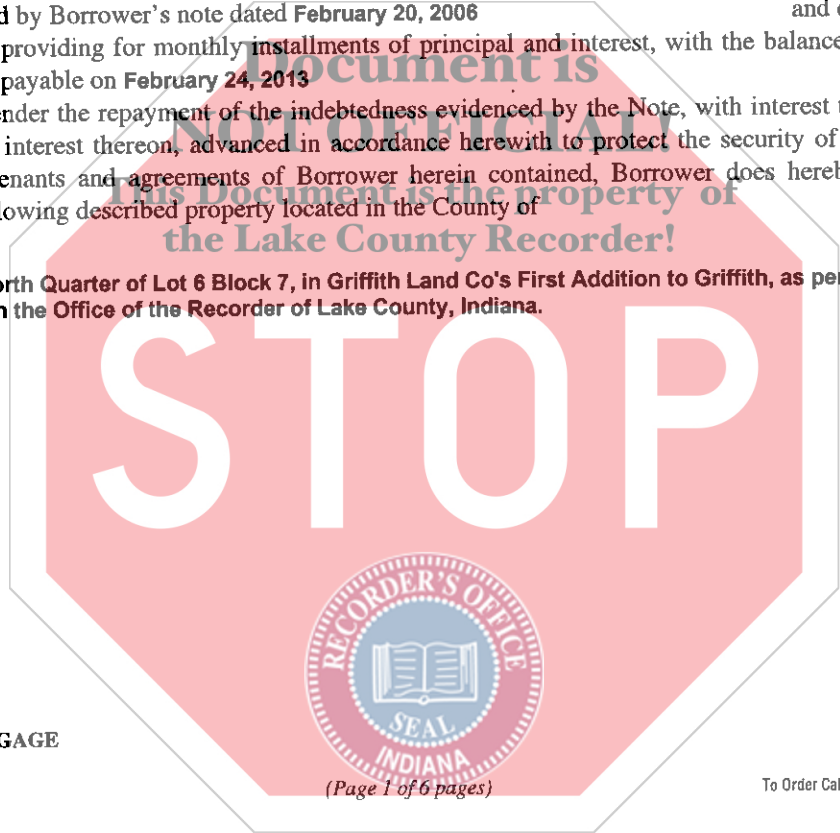 d by Borrower's note dated February 20, 2006 and
providing for monthly installments of principal and interest, with the balance
Document is
payable on February 24, 2013
nder the repayment of the indebtedness evidenced by the Note, with interest
NOT OFFICIAL!
interest thereon, advanced in accordance herewith to protect the security of
enants and agreements of Borrower herein contained, Borrower does hereb
This Document is the property of
lowing described property located in the County of
the Lake County Recorder!
orth Quarter of Lot 6 Block 7, in Griffith Land Co's First Addition to Griffith, as per
n the Office of the Recorder of Lake County, Indiana.
STOP
RECORDER'S OFFICE
SEAL
INDIANA
GAGE
(Page 1 of 6 pages)
To Order Cal